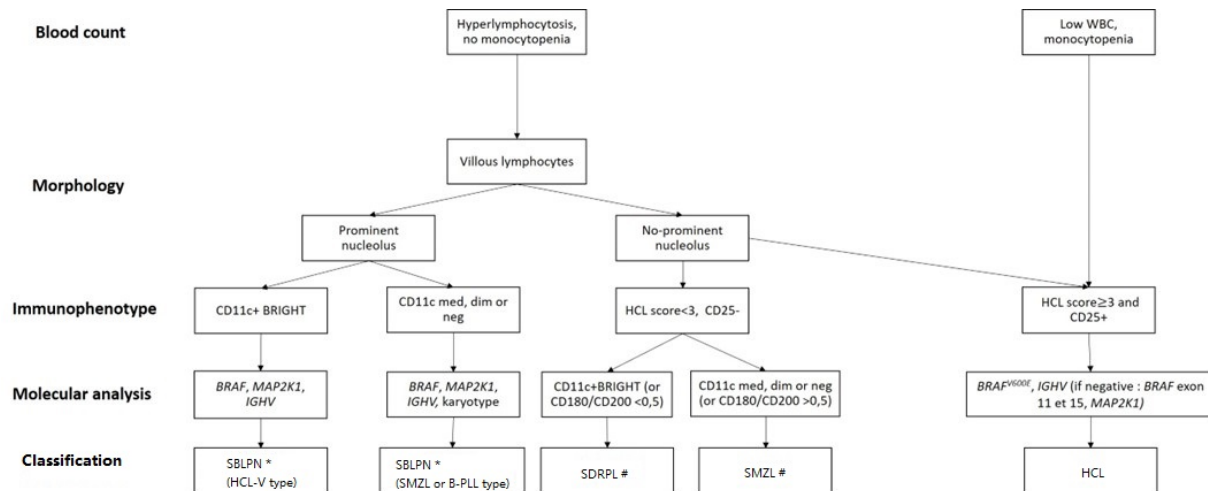 Blood count
Hyperlymphocytosis,
no monocytopenia
Low WBC,
monocytopenia
Morphology
Villous lymphocytes
Prominent
nucleolus
No-prominent
nucleolus
Immunophenotype
CD11c+ BRIGHT
CD11c med, dim or
neg
HCL score<3, CD25-
HCL score≥3 and
CD25+
Molecular analysis
BRAF, MAP2K1,
IGHV
BRAF, MAP2K1,
IGHV, karyotype
CD11c+BRIGHT (or
CD180/CD200 <0,5)
CD11c med, dim or neg
(or CD180/CD200 >0,5)
BRAFV600E, IGHV (if negative : BRAF exon
11 et 15, MAP2K1)
Classification
SBLPN *
(HCL-V type)
SBLPN *
(SMZL or B-PLL type)
SDRPL #
SMZL #
HCL